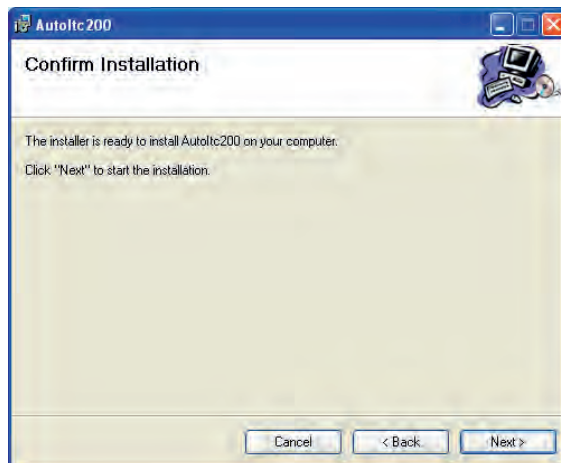 AutoItc200
Confirm Installation
The installer is ready to install AutoItc200 on your computer.
Click "Next" to start the installation.
Cancel
< Back
Next >